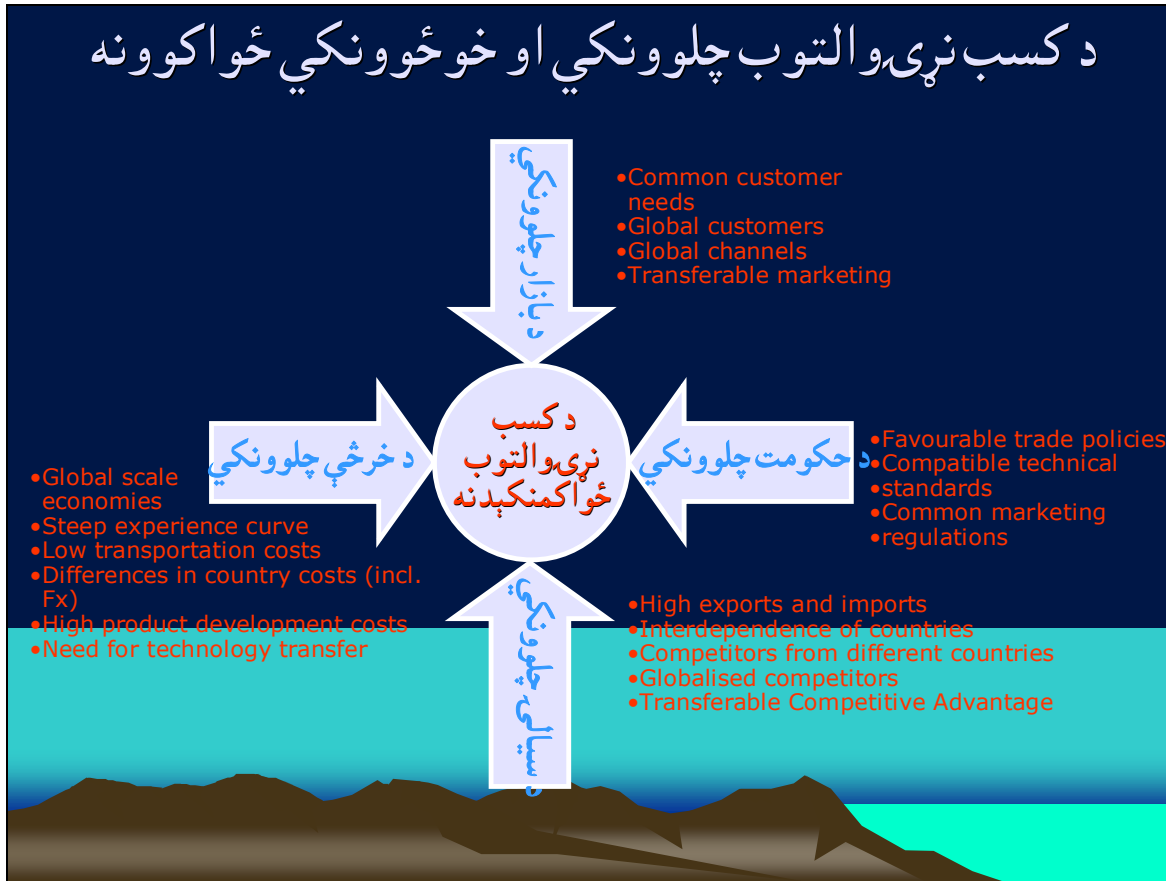 د کسب نړۍوالتوب چلوونکي او خوځوونکي ځواکوونه
د بازار چلوونکي
•Common customer
needs
•Global customers
•Global channels
•Transferable marketing
د خرڅې چلوونکي
•Global scale
economies
•Steep experience curve
•Low transportation costs
•Differences in country costs (incl.
Fx)
•High product development costs
•Need for technology transfer
د کسب
نړۍوالتوب
ځواکمنکېدنه
د حکومت چلوونکي
•Favourable trade policies
•Compatible technical
•standards
•Common marketing
•regulations
د سيالۍ چلوونکي
•High exports and imports
•Interdependence of countries
•Competitors from different countries
•Globalised competitors
•Transferable Competitive Advantage